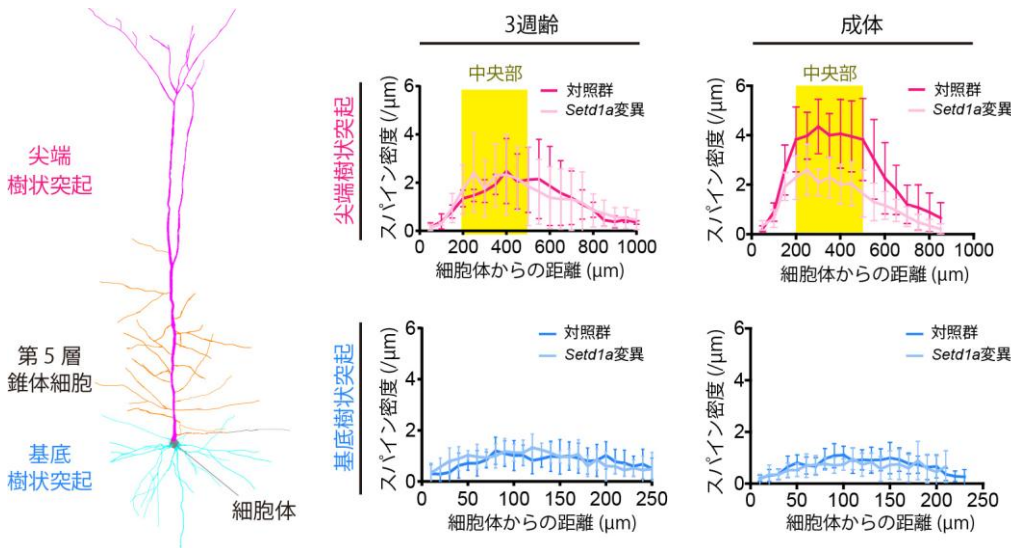 尖端
樹状突起
第5層
錐体細胞
基底
樹状突起
細胞体
3週齢
成体
尖端樹状突起
中央部
対照群
Setd1a変異
スパイン密度(/μm)
6
4
2
0
0 200 400 600 800 1000
細胞体からの距離 (μm)
中央部
対照群
Setd1a変異
スパイン密度(/μm)
6
4
2
0
0 200 400 600 800 1000
細胞体からの距離 (μm)
基底樹状突起
対照群
Setd1a変異
スパイン密度(/μm)
6
4
2
0
0 50 100 150 200 250
細胞体からの距離 (μm)
対照群
Setd1a変異
スパイン密度(/μm)
6
4
2
0
0 50 100 150 200 250
細胞体からの距離 (μm)